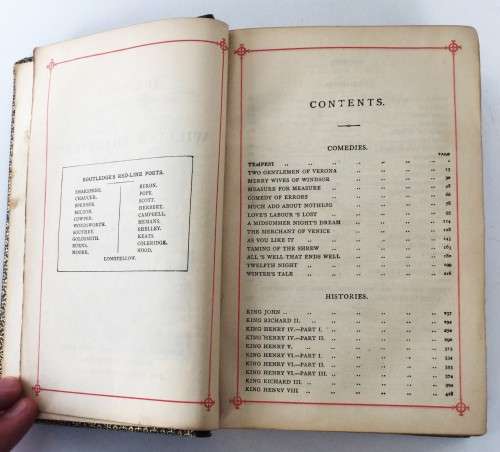 ROUTLEDGE'S RED-LINE POETS.
SHAKSPERE.
CHAUCER.
SPENSER.
MILTON.
COWPER.
WORDSWORTH.
SOUTHEY.
GOLDSMITH.
BURNS.
MOORE.
BYRON.
POPE.
SCOTT.
HERBERT.
CAMPBELL.
HEMANS.
SHELLEY.
KEATS.
COLERIDGE.
HOOD.
LONGFELLOW.
CONTENTS.
COMEDIES.
PAGE
TEMPEST
TWO GENTLEMEN OF VERONA
MERRY WIVES OF WINDSOR
MEASURE FOR MEASURE
COMEDY OF ERRORS
MUCH ADO ABOUT NOTHING
LOVE'S LABOUR 'S LOST
A MIDSUMMER NIGHT'S DREAM
THE MERCHANT OF VENICE
AS YOU LIKE IT
TAMING OF THE SHREW
ALL 'S WELL THAT ENDS WELL
TWELFTH NIGHT
WINTER'S TALE
HISTORIES.
KING JOHN
KING RICHARD II.
KING HENRY IV.—PART I.
KING HENRY IV.—PART II.
KING HENRY V.
KING HENRY VI.—PART I.
KING HENRY VI.—PART II.
KING HENRY VI.—PART III.
KING RICHARD III.
KING HENRY VIII.